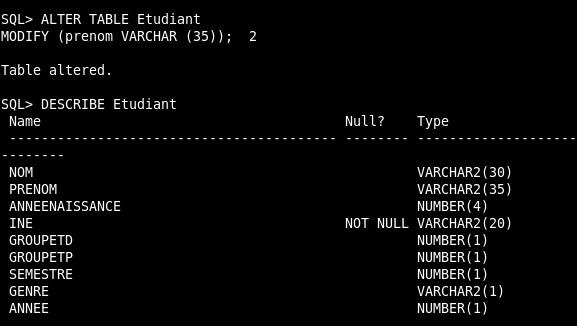 SQL> ALTER TABLE Etudiant
MODIFY (prenom VARCHAR (35));  2
Table altered.
SQL> DESCRIBE Etudiant
 Name                                      Null?    Type
 ----------------------------------------- -------- --------------------
--------
 NOM                                                VARCHAR2(30)
 PRENOM                                             VARCHAR2(35)
 ANNEENAISSANCE                                     NUMBER(4)
 INE                                       NOT NULL VARCHAR2(20)
 GROUPETD                                           NUMBER(1)
 GROUPETP                                           NUMBER(1)
 SEMESTRE                                           NUMBER(1)
 GENRE                                              VARCHAR2(1)
 ANNEE                                              NUMBER(1)